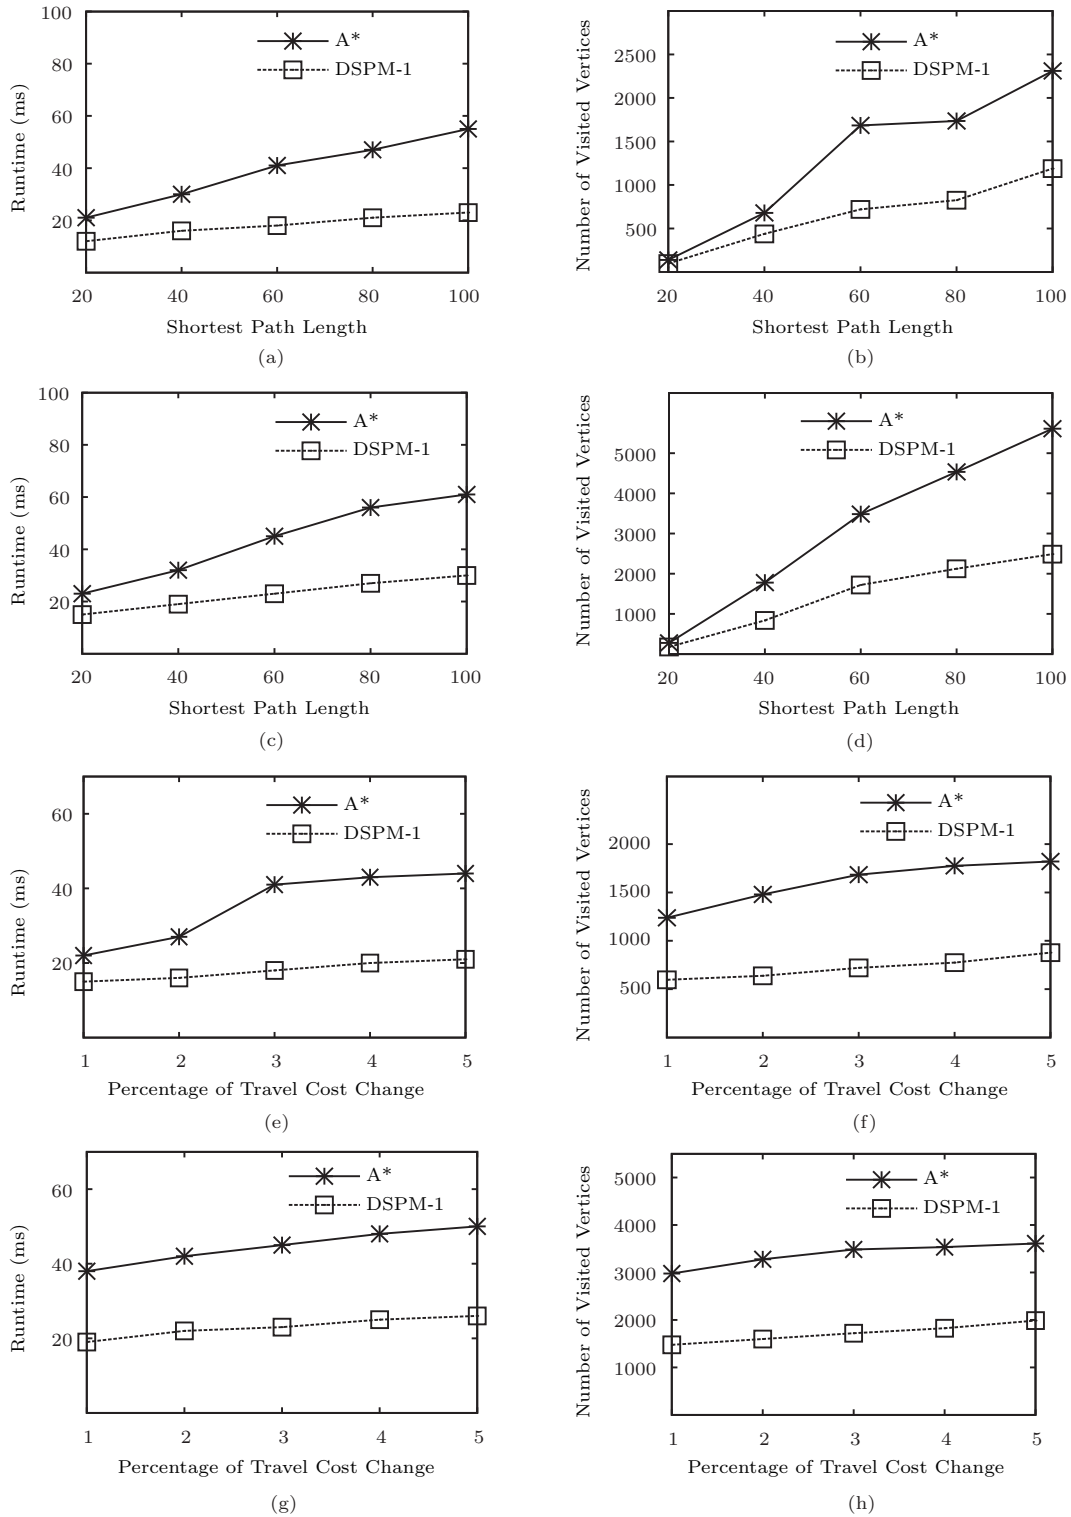 100
80
60
40
20
Runtime (ms)
A*
DSPM-1
20 40 60 80 100
Shortest Path Length
(a)
2500
2000
1500
1000
500
Number of Visited Vertices
A*
DSPM-1
20 40 60 80 100
Shortest Path Length
(b)
100
80
60
40
20
Runtime (ms)
A*
DSPM-1
20 40 60 80 100
Shortest Path Length
(c)
5000
4000
3000
2000
1000
Number of Visited Vertices
A*
DSPM-1
20 40 60 80 100
Shortest Path Length
(d)
60
40
20
Runtime (ms)
A*
DSPM-1
1 2 3 4 5
Percentage of Travel Cost Change
(e)
2000
1500
1000
500
Number of Visited Vertices
A*
DSPM-1
1 2 3 4 5
Percentage of Travel Cost Change
(f)
60
40
20
Runtime (ms)
A*
DSPM-1
1 2 3 4 5
Percentage of Travel Cost Change
(g)
5000
4000
3000
2000
1000
Number of Visited Vertices
A*
DSPM-1
1 2 3 4 5
Percentage of Travel Cost Change
(h)